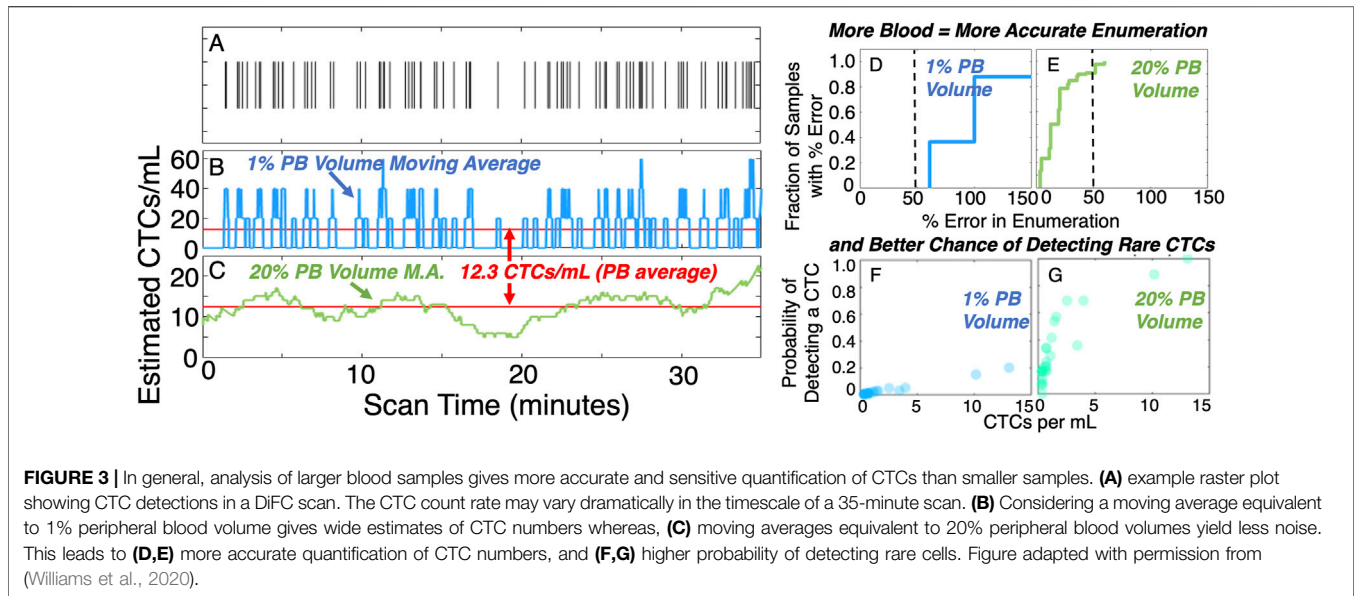 A
B
1% PB Volume Moving Average
60
40
20
0
C
20% PB Volume M.A.
12.3 CTCs/mL (PB average)
20
10
0
Estimated CTCs/mL
0
10
20
30
Scan Time (minutes)
More Blood = More Accurate Enumeration
D
1% PB
Volume
E
20% PB
Volume
1.0
0.8
0.6
0.4
0.2
0
Fraction of Samples
with % Error
0
50
100
150
0
50
100
150
% Error in Enumeration
and Better Chance of Detecting Rare CTCs
F
1% PB
Volume
G
20% PB
Volume
1.0
0.8
0.6
0.4
0.2
0
Probability of
Detecting a CTC
0
5
10
15
0
5
10
15
CTCs per mL
FIGURE 3 | In general, analysis of larger blood samples gives more accurate and sensitive quantification of CTCs than smaller samples. (A) example raster plot
showing CTC detections in a DiFC scan. The CTC count rate may vary dramatically in the timescale of a 35-minute scan. (B) Considering a moving average equivalent
to 1% peripheral blood volume gives wide estimates of CTC numbers whereas, (C) moving averages equivalent to 20% peripheral blood volumes yield less noise.
This leads to (D,E) more accurate quantification of CTC numbers, and (F,G) higher probability of detecting rare cells. Figure adapted with permission from
(Williams et al., 2020).